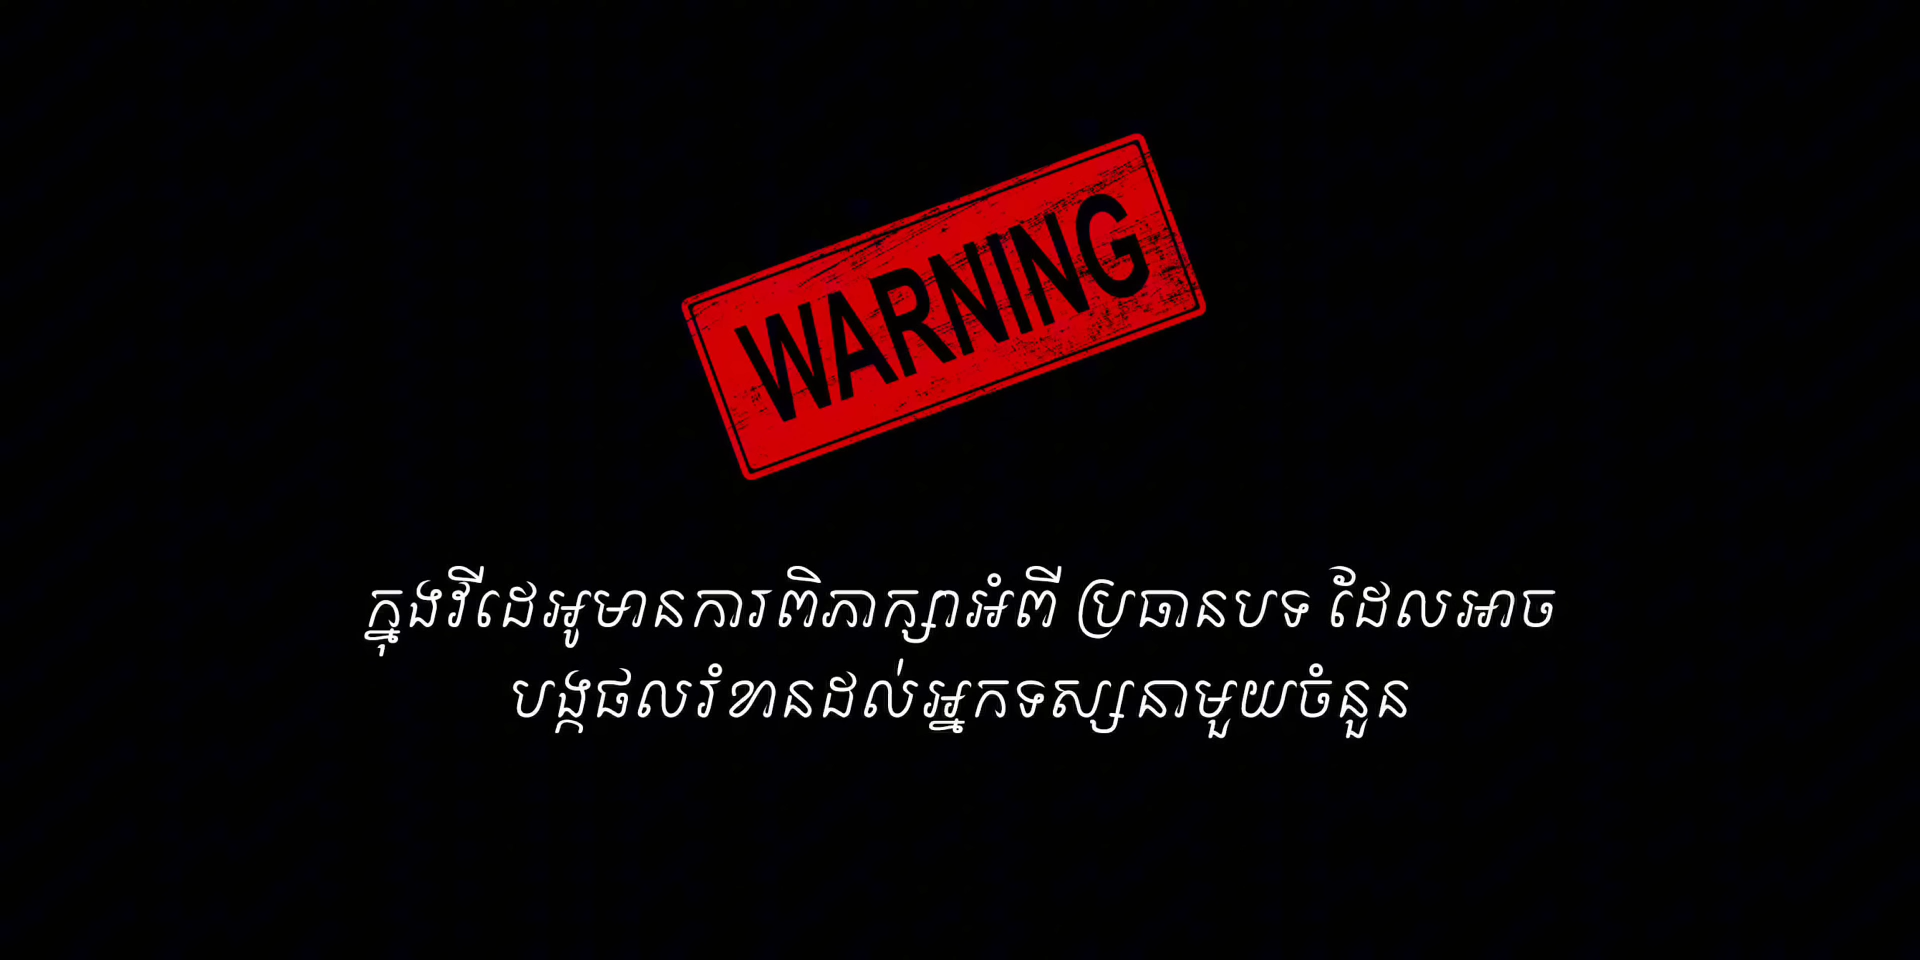 WARNING
ក្នុងវីដេអូមានការពិភាក្សាអំពី ប្រធានបទ ដែលអាច
បង្កផលរំខានដល់អ្នកទស្សនាមួយចំនួន